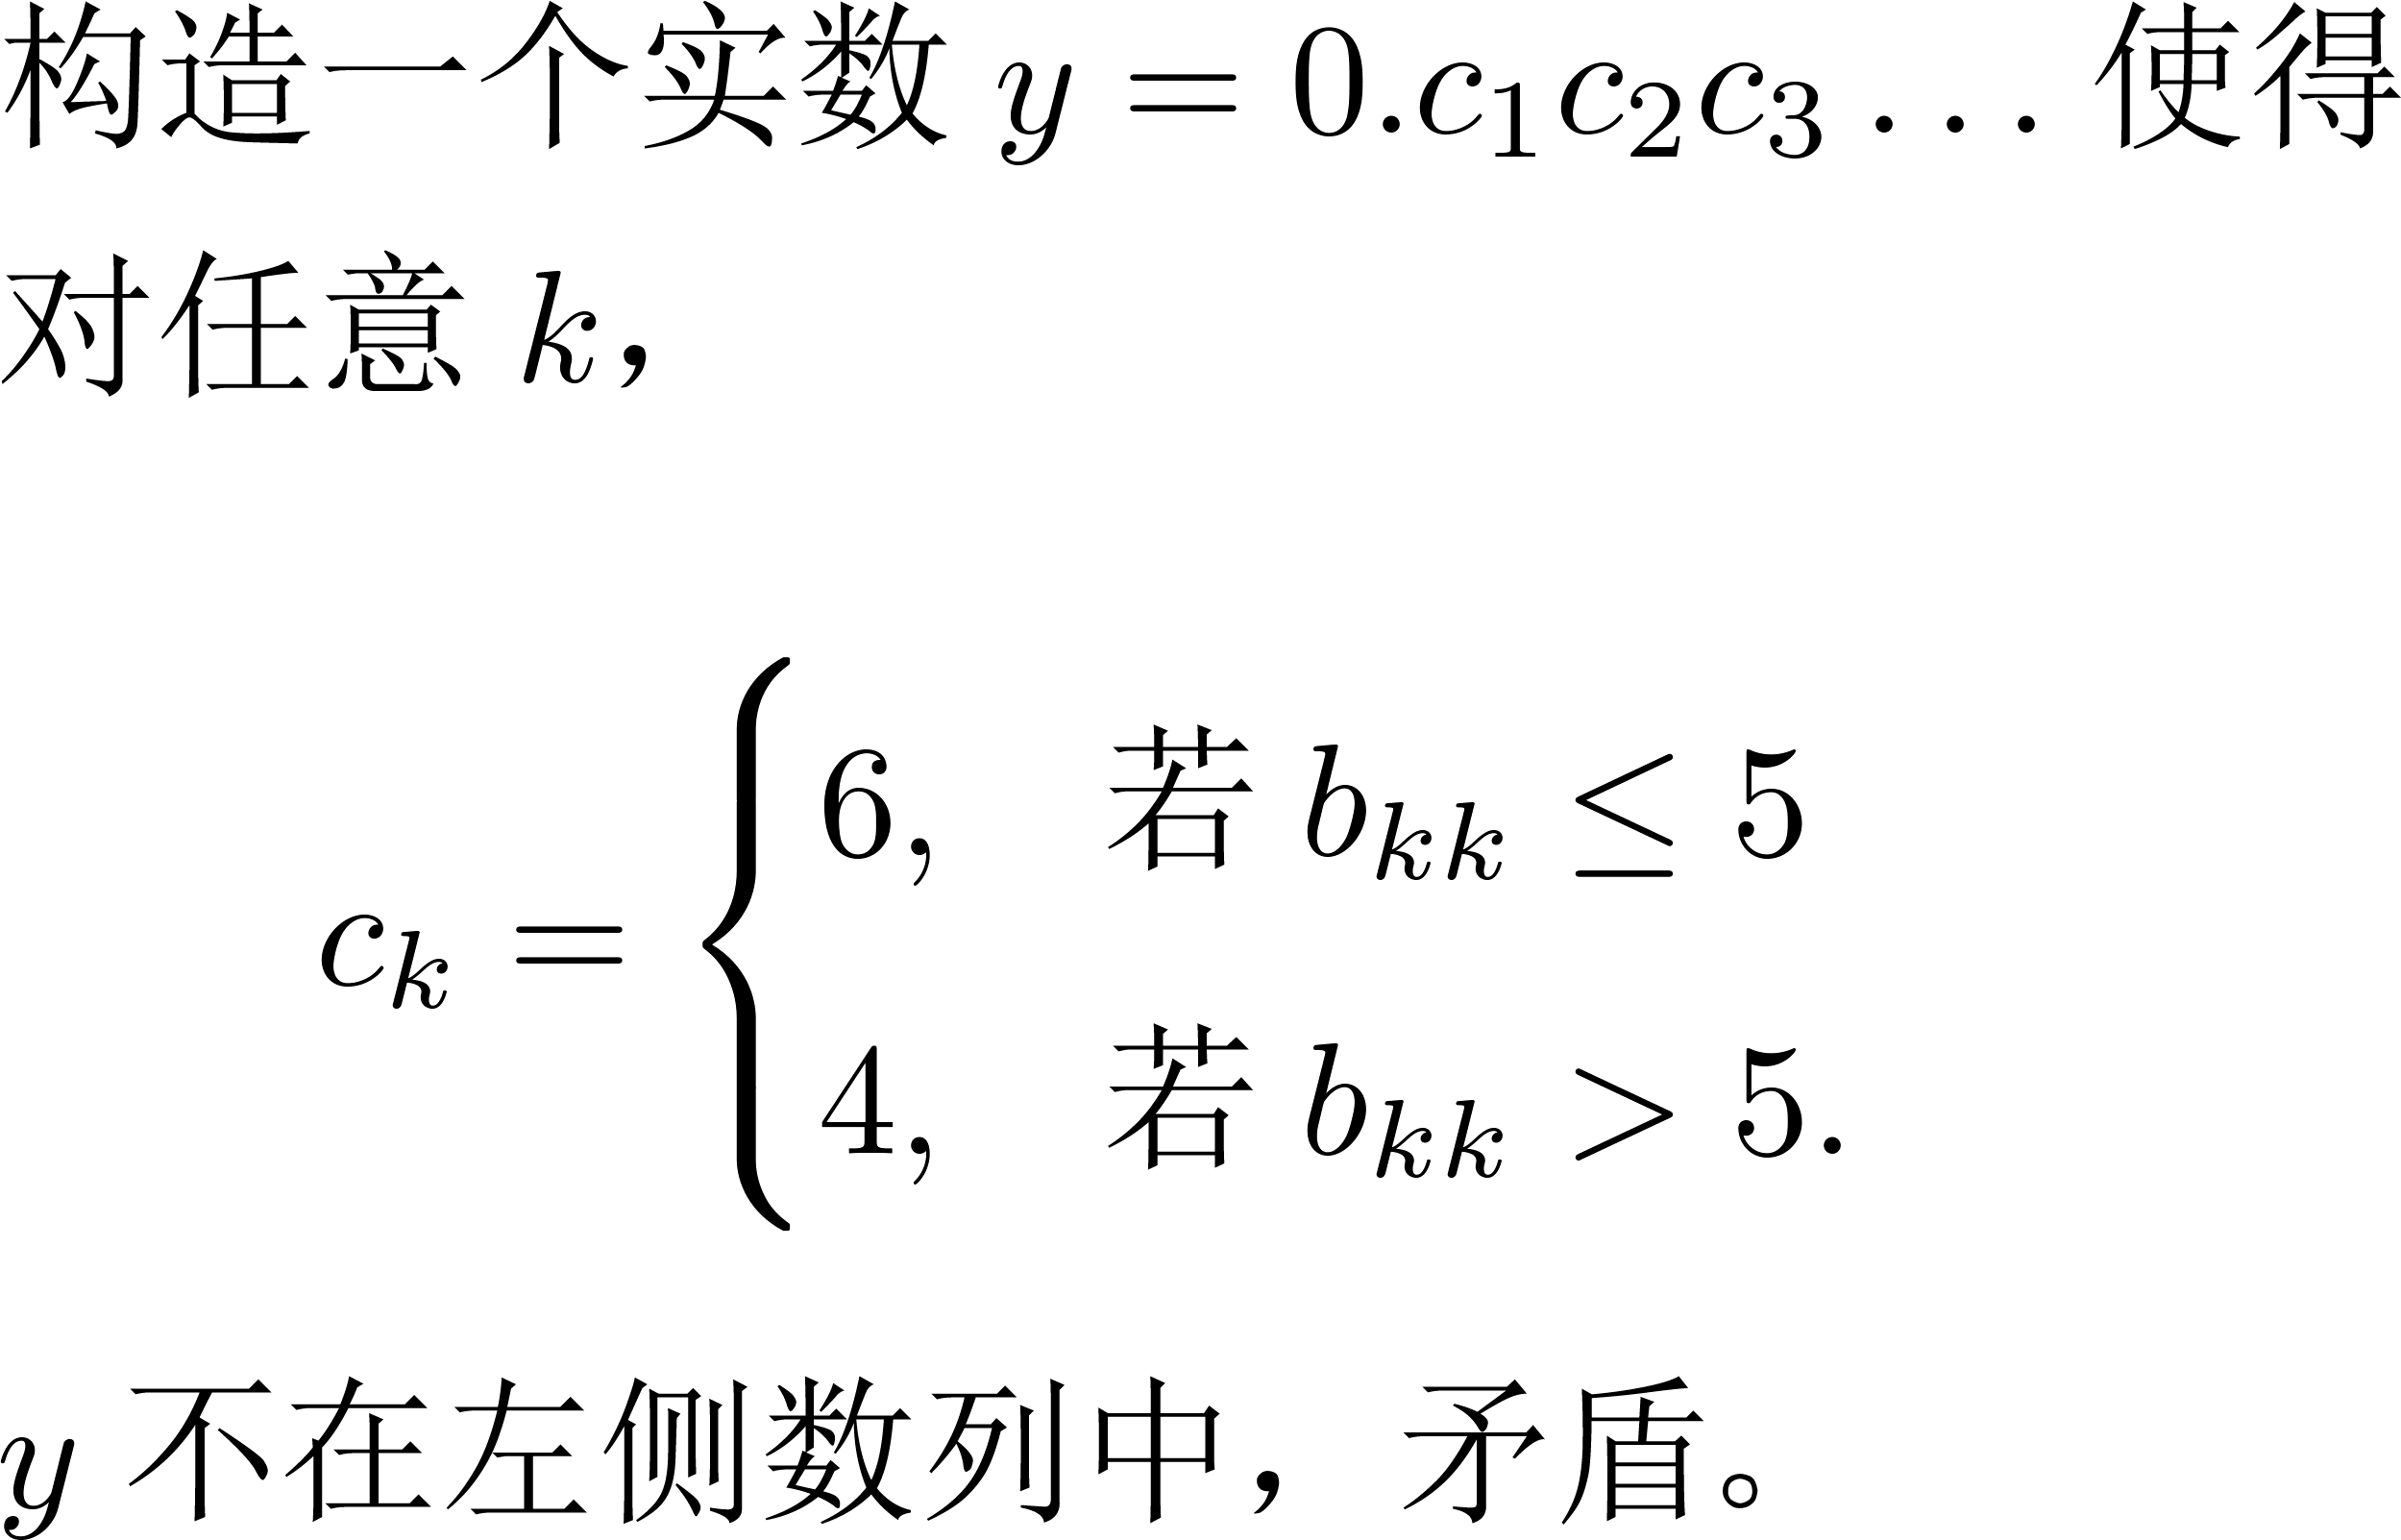 构造一个实数 y = 0.c₁c₂c₃... 使得
对任意 k，
c_k = { 6, 若 b_kk ≤ 5
4, 若 b_kk > 5.
y 不在左侧数列中，矛盾。